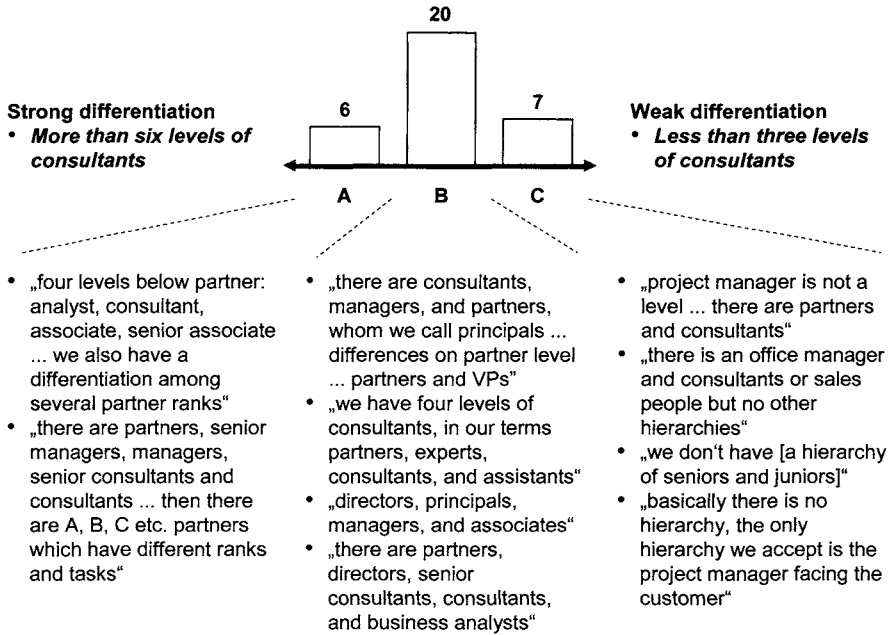 20
6
7
Strong differentiation
• More than six levels of
consultants
Weak differentiation
• Less than three levels
of consultants
A
B
C
• „four levels below partner:
analyst, consultant,
associate, senior associate
... we also have a
differentiation among
several partner ranks“
• „there are partners, senior
managers, managers,
senior consultants and
consultants ... then there
are A, B, C etc. partners
which have different ranks
and tasks“
• „there are consultants,
managers, and partners,
whom we call principals ...
differences on partner level
... partners and VPs”
• „we have four levels of
consultants, in our terms
partners, experts,
consultants, and assistants“
• „directors, principals,
managers, and associates“
• „there are partners,
directors, senior
consultants, consultants,
and business analysts“
• „project manager is not a
level ... there are partners
and consultants“
• „there is an office manager
and consultants or sales
people but no other
hierarchies“
• „we don‘t have [a hierarchy
of seniors and juniors]“
• „basically there is no
hierarchy, the only
hierarchy we accept is the
project manager facing the
customer“